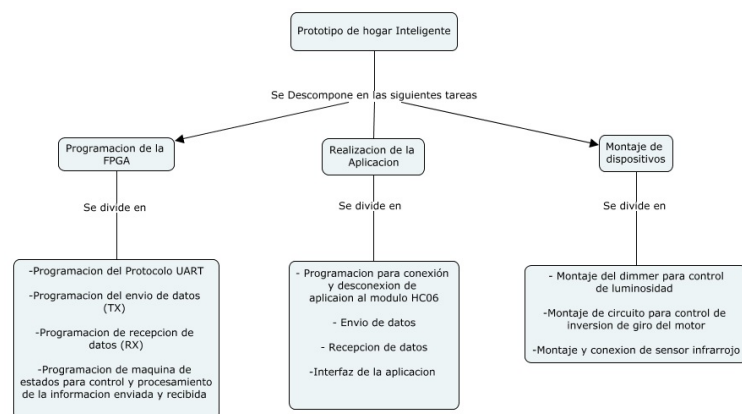 Prototipo de hogar Inteligente
Se Descompone en las siguientes tareas
Programacion de la
FPGA
Realizacion de la
Aplicacion
Montaje de
dispositivos
Se divide en
Se divide en
Se divide en
-Programacion del Protocolo UART
-Programacion del envio de datos
(TX)
-Programacion de recepcion de
datos (RX)
-Programacion de maquina de
estados para control y procesamiento
de la informacion enviada y recibida
- Programacion para conexión
y desconexion de
aplicaion al modulo HC06
- Envio de datos
- Recepcion de datos
-Interfaz de la aplicacion
- Montaje del dimmer para control
de luminosidad
-Montaje de circuito para control de
inversion de giro del motor
-Montaje y conexion de sensor infrarrojo